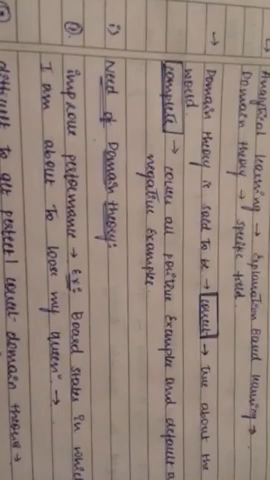 Analytical learning → Explanation Based learning →
Domain theory → specific field.
→ Domain theory is said to be → correct → true about the
world.
complete → cover all positive examples and default a
negative examples.
i) Need of Domain theory:
improve performance → Ex: Board states in which
I am about to loose my queen". →
difficult to get perfect / correct domain theory →